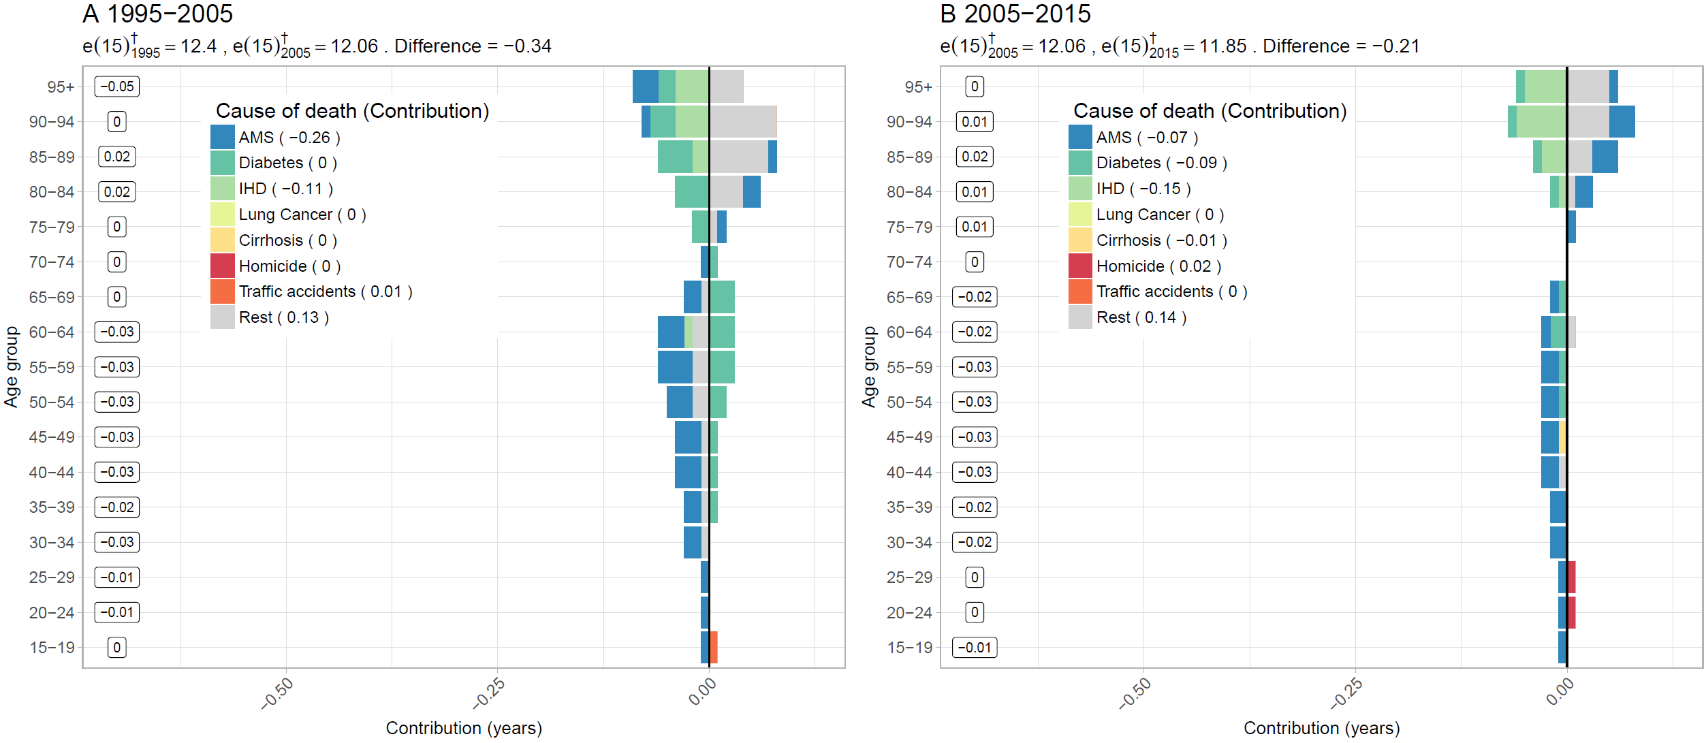 A 1995−2005
e(15)†1995 = 12.4 , e(15)†2005 = 12.06 . Difference = −0.34
Age group
95+ −0.05
90−94 0
85−89 0.02
80−84 0.02
75−79 0
70−74 0
65−69 0
60−64 −0.03
55−59 −0.03
50−54 −0.03
45−49 −0.03
40−44 −0.03
35−39 −0.02
30−34 −0.03
25−29 −0.01
20−24 −0.01
15−19 0
Cause of death (Contribution)
AMS ( −0.26 )
Diabetes ( 0 )
IHD ( −0.11 )
Lung Cancer ( 0 )
Cirrhosis ( 0 )
Homicide ( 0 )
Traffic accidents ( 0.01 )
Rest ( 0.13 )
−0.50 −0.25 0.00
Contribution (years)
B 2005−2015
e(15)†2005 = 12.06 , e(15)†2015 = 11.85 . Difference = −0.21
Age group
95+ 0
90−94 0.01
85−89 0.02
80−84 0.01
75−79 0.01
70−74 0
65−69 −0.02
60−64 −0.02
55−59 −0.03
50−54 −0.03
45−49 −0.03
40−44 −0.03
35−39 −0.02
30−34 −0.02
25−29 0
20−24 0
15−19 −0.01
Cause of death (Contribution)
AMS ( −0.07 )
Diabetes ( −0.09 )
IHD ( −0.15 )
Lung Cancer ( 0 )
Cirrhosis ( −0.01 )
Homicide ( 0.02 )
Traffic accidents ( 0 )
Rest ( 0.14 )
−0.50 −0.25 0.00
Contribution (years)